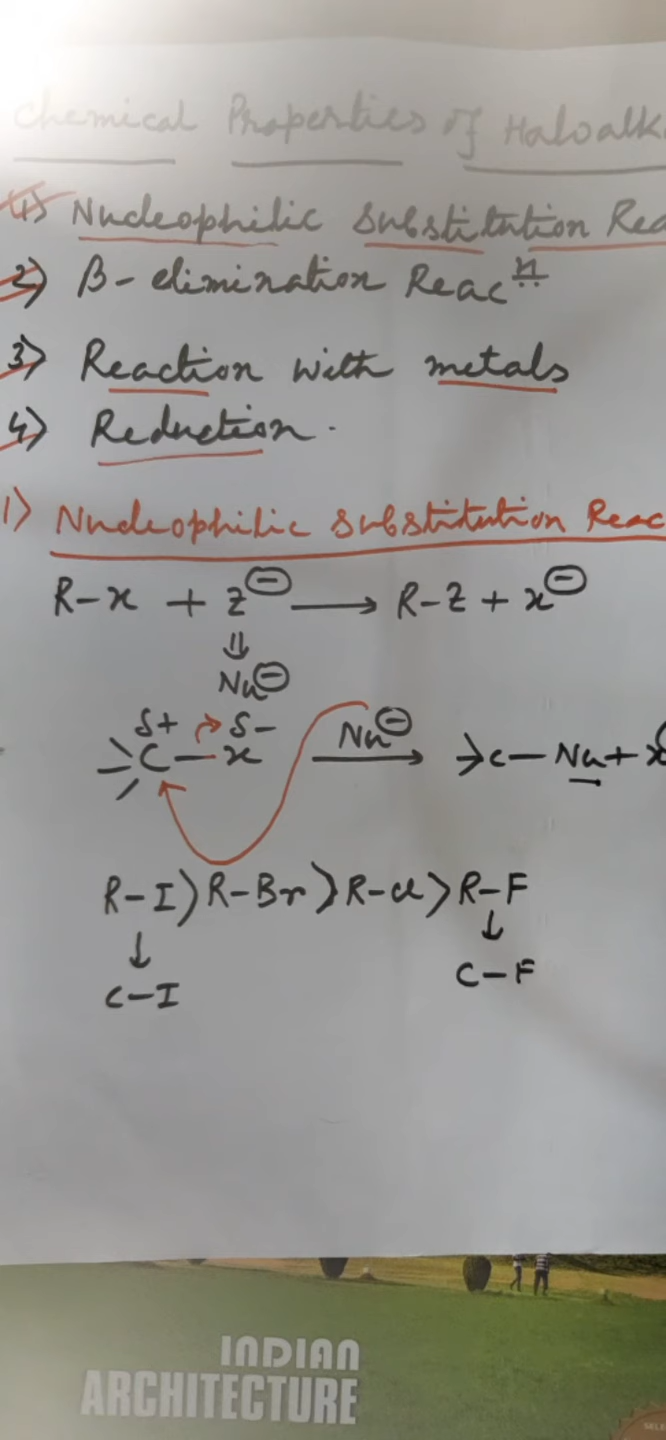 Chemical Properties of Haloalk
1) Nucleophilic Substitution Rea
2) β-elimination Reacⁿ
3) Reaction with metals
4) Reduction.
1) Nucleophilic Substitution Reac
R-x + Z⊖ → R-Z + x⊖
⇓
Nu⊖
δ+ δ-
C-x Nu⊖ → C-Nu + x
R-I > R-Br > R-Cl > R-F
↓ ↓
C-I C-F
INDIAN
ARCHITECTURE